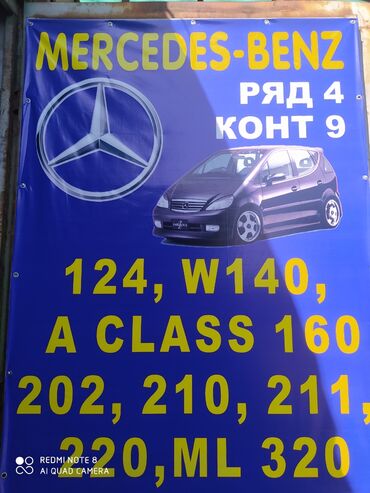 MERCEDES-BENZ
РЯД 4
КОНТ 9
124, W140,
A CLASS 160
202, 210, 211,
220,ML 320
REDMI NOTE 8
AI QUAD CAMERA